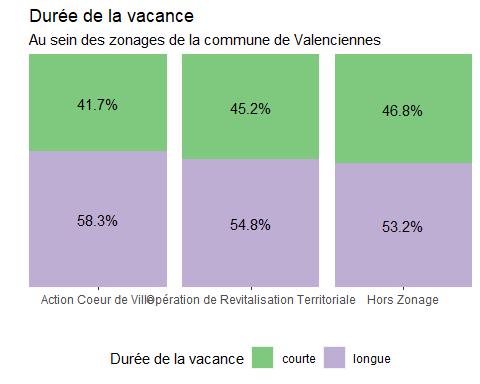 Durée de la vacance
Au sein des zonages de la commune de Valenciennes
41.7% 45.2% 46.8%
58.3% 54.8% 53.2%
Action Coeur de Ville Opération de Revitalisation Territoriale Hors Zonage
Durée de la vacance courte longue